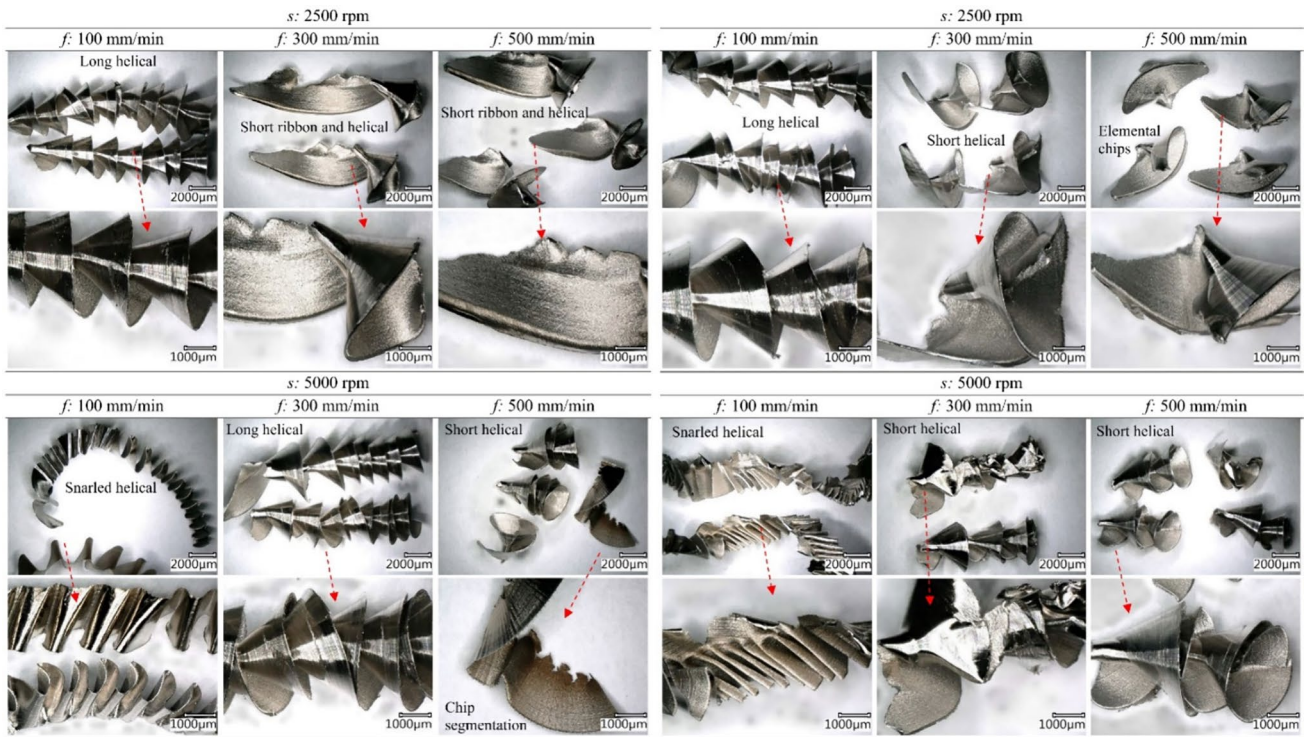 s: 2500 rpm
f: 100 mm/min
f: 300 mm/min
f: 500 mm/min
Long helical
Short ribbon and helical
Short ribbon and helical
2000µm
2000µm
2000µm
1000µm
1000µm
1000µm
s: 2500 rpm
f: 100 mm/min
f: 300 mm/min
f: 500 mm/min
Long helical
Short helical
Elemental
chips
2000µm
2000µm
2000µm
1000µm
1000µm
1000µm
s: 5000 rpm
f: 100 mm/min
f: 300 mm/min
f: 500 mm/min
Snarled helical
Long helical
Short helical
2000µm
2000µm
2000µm
Chip
segmentation
1000µm
1000µm
1000µm
s: 5000 rpm
f: 100 mm/min
f: 300 mm/min
f: 500 mm/min
Snarled helical
Short helical
Short helical
2000µm
2000µm
2000µm
1000µm
1000µm
1000µm